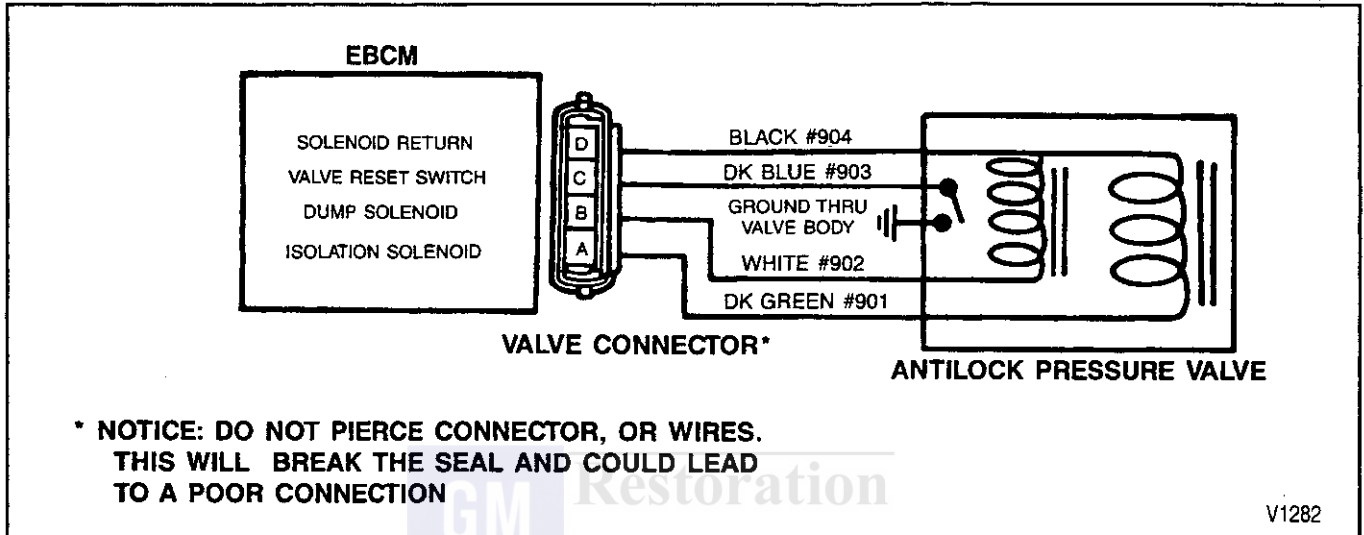 EBCM
SOLENOID RETURN
VALVE RESET SWITCH
DUMP SOLENOID
ISOLATION SOLENOID
D
C
B
A
BLACK #904
DK BLUE #903
GROUND THRU
VALVE BODY
WHITE #902
DK GREEN #901
VALVE CONNECTOR*
ANTILOCK PRESSURE VALVE
* NOTICE: DO NOT PIERCE CONNECTOR, OR WIRES.
THIS WILL BREAK THE SEAL AND COULD LEAD
TO A POOR CONNECTION
GM Restoration
V1282